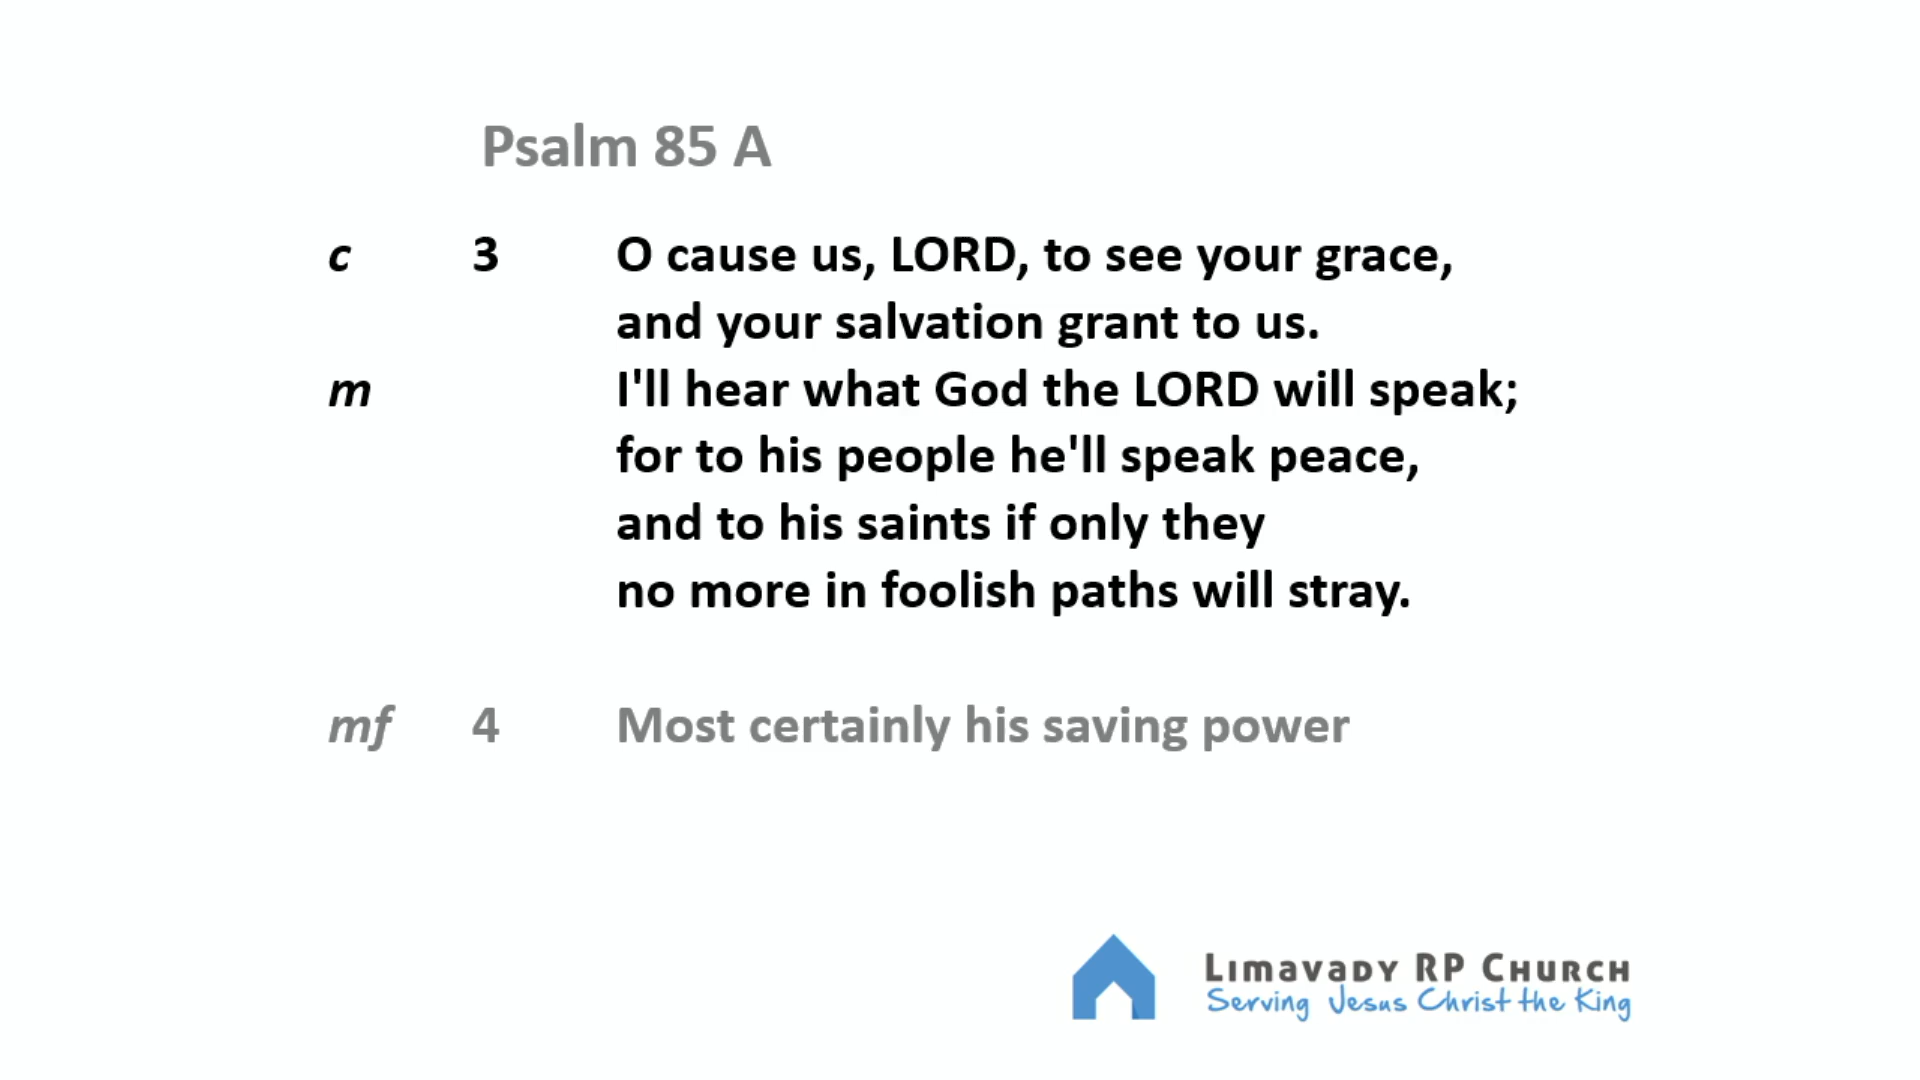 Psalm 85 A
c 3 O cause us, LORD, to see your grace,
and your salvation grant to us.
m I'll hear what God the LORD will speak;
for to his people he'll speak peace,
and to his saints if only they
no more in foolish paths will stray.
mf 4 Most certainly his saving power
LIMAVADY RP CHURCH
Serving Jesus Christ the King